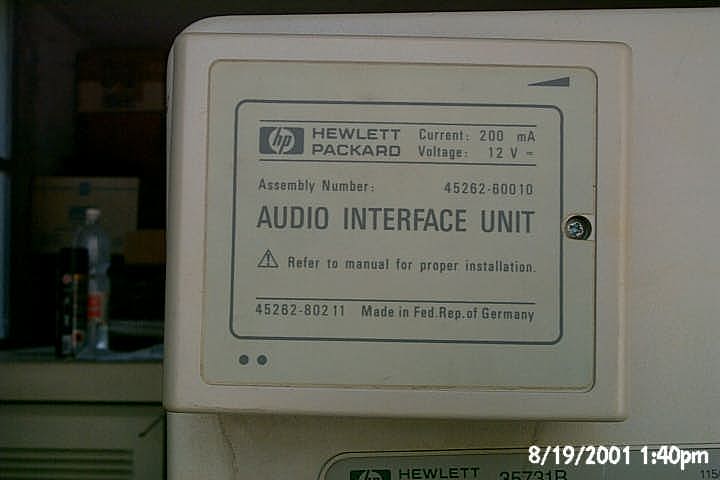 hp HEWLETT PACKARD
Current: 200 mA
Voltage: 12 V =
Assembly Number: 45262-60010
AUDIO INTERFACE UNIT
Refer to manual for proper installation.
45262-80211 Made in Fed.Rep.of Germany
8/19/2001 1:40pm
hp HEWLETT 35731B